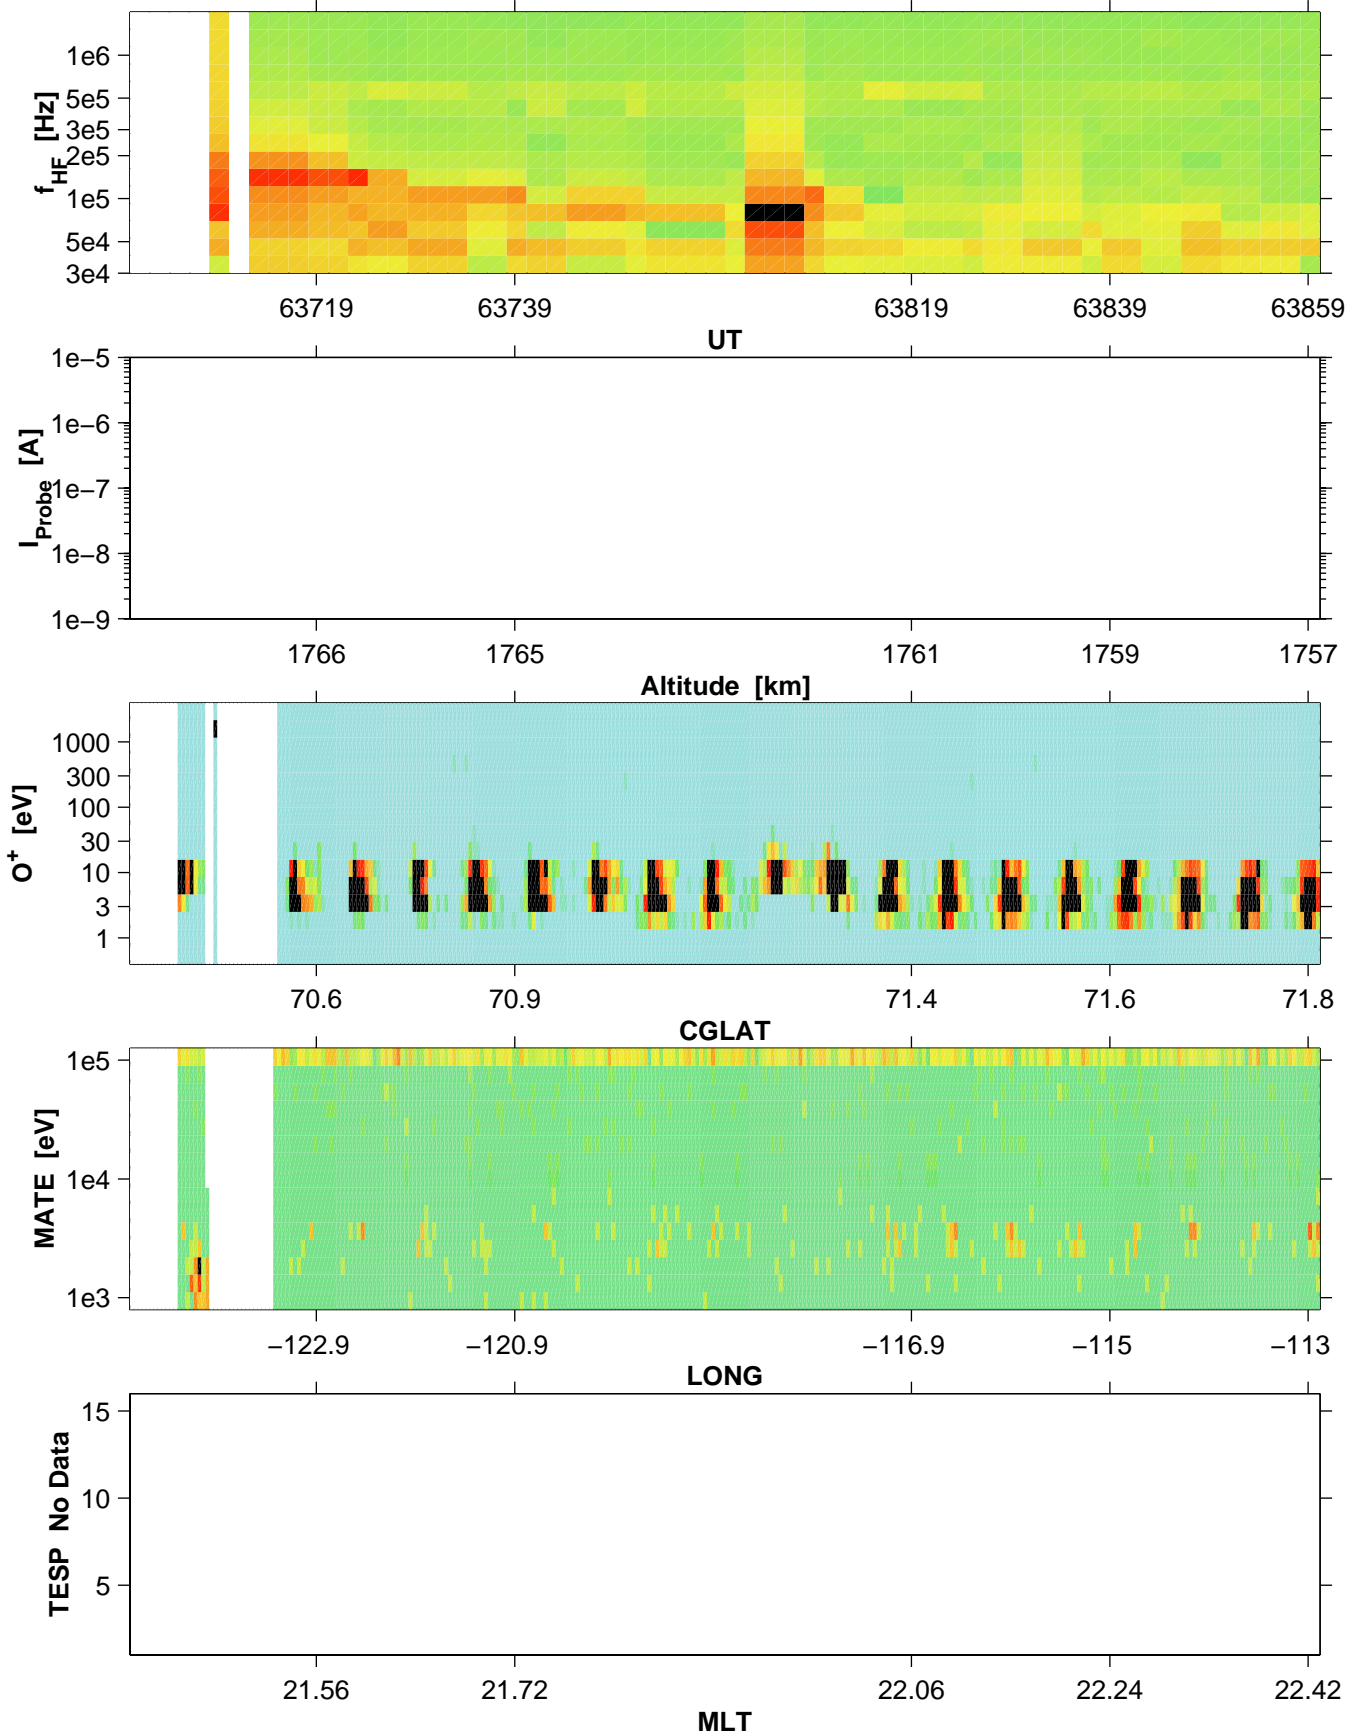 1e6
5e5
3e5
2e5
1e5
5e4
3e4
f_HF [Hz]
63719 63739 63819 63839 63859
UT
1e−5
1e−6
1e−7
1e−8
1e−9
I_Probe [A]
1766 1765 1761 1759 1757
Altitude [km]
1000
300
100
30
10
3
1
O+ [eV]
70.6 70.9 71.4 71.6 71.8
CGLAT
1e5
1e4
1e3
MATE [eV]
−122.9 −120.9 −116.9 −115 −113
LONG
15
10
5
TESP No Data
21.56 21.72 22.06 22.24 22.42
MLT